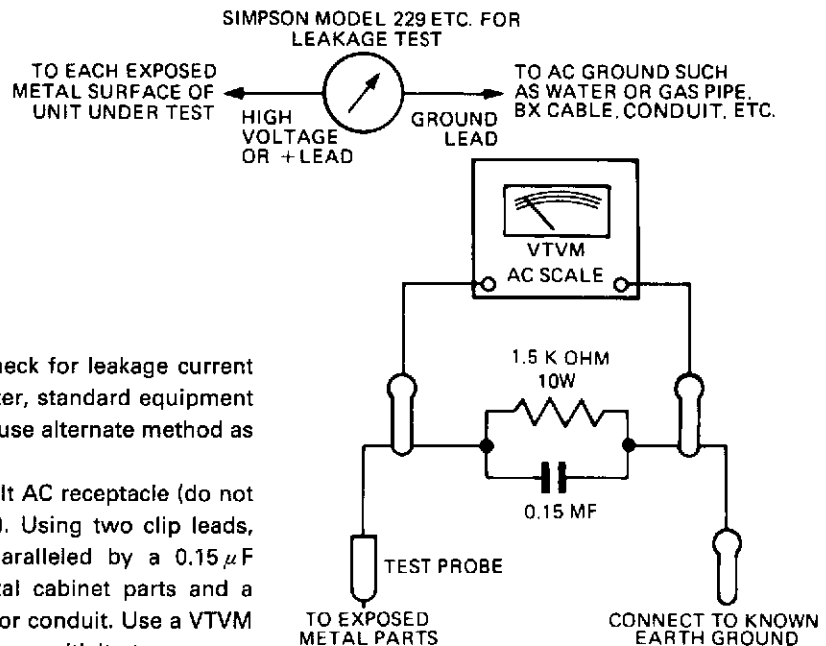 SIMPSON MODEL 229 ETC. FOR
LEAKAGE TEST
TO EACH EXPOSED
METAL SURFACE OF
UNIT UNDER TEST
HIGH
VOLTAGE
OR +LEAD
GROUND
LEAD
TO AC GROUND SUCH
AS WATER OR GAS PIPE,
BX CABLE, CONDUIT, ETC.
VTVM
AC SCALE
1.5 K OHM
10W
0.15 MF
TEST PROBE
TO EXPOSED
METAL PARTS
CONNECT TO KNOWN
EARTH GROUND
heck for leakage current
ter, standard equipment
use alternate method as
lt AC receptacle (do not
). Using two clip leads,
aralleled by a 0.15 μF
tal cabinet parts and a
or conduit. Use a VTVM